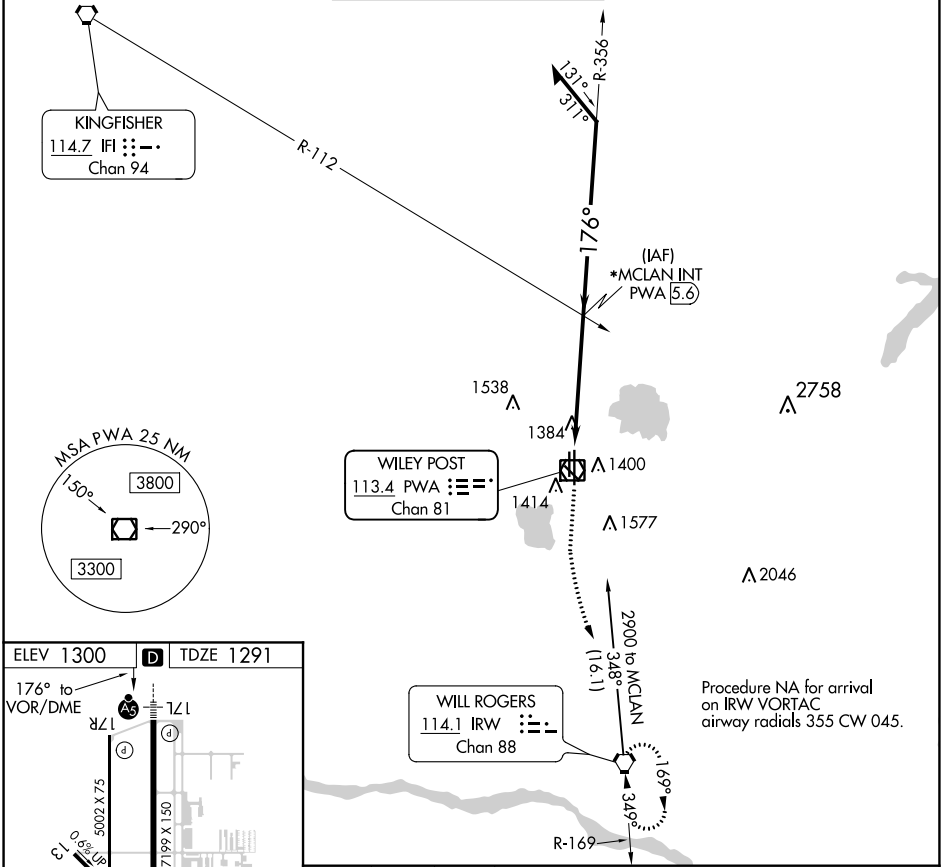 R-356
131°
311°
KINGFISHER
114.7 IFI
Chan 94
R-112
176°
(IAF)
*MCLAN INT
PWA 5.6
1538
2758
1384
WILEY POST
113.4 PWA
Chan 81
1400
1414
1577
2046
MSA PWA 25 NM
150°
3800
290°
3300
2900 to MCLAN
348°
(16.1)
WILL ROGERS
114.1 IRW
Chan 88
Procedure NA for arrival
on IRW VORTAC
airway radials 355 CW 045.
169°
349°
R-169
ELEV 1300 D TDZE 1291
176° to
VOR/DME
A5
17L
17R
P
P
5002 X 75
7199 X 150
0.6% UP
13